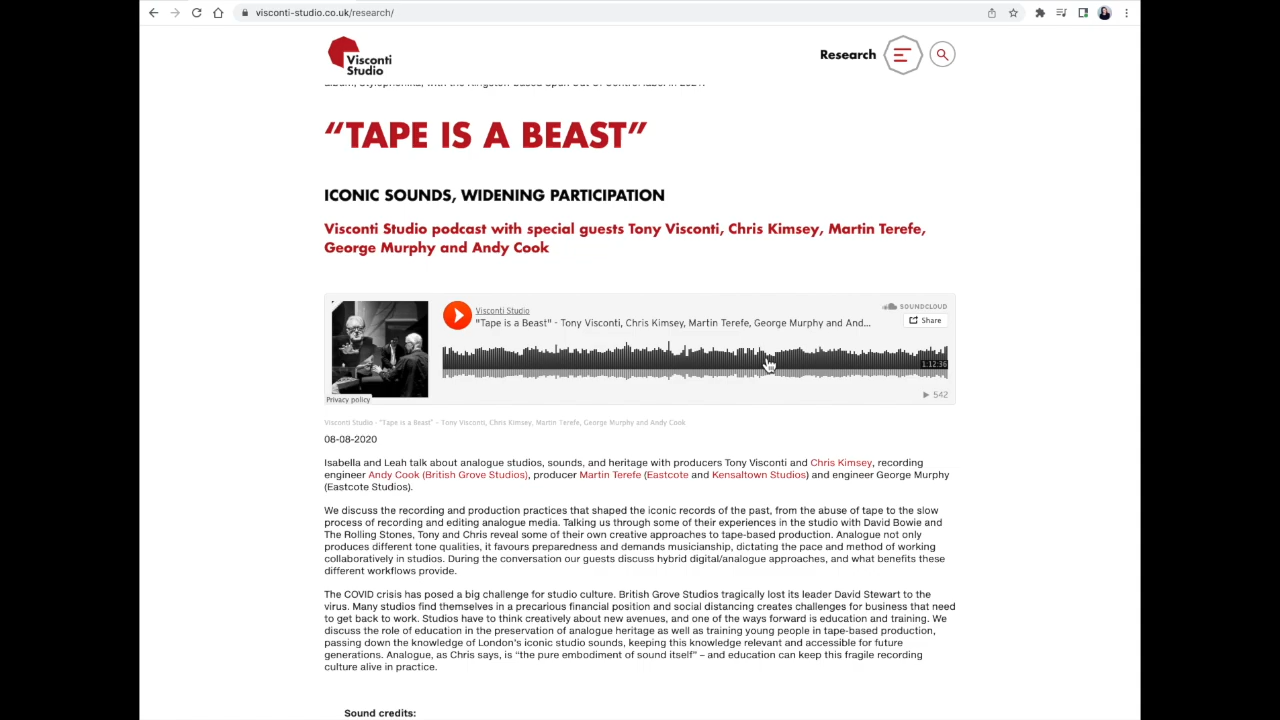 visconti-studio.co.uk/research/
Visconti
Studio
Research
“TAPE IS A BEAST”
ICONIC SOUNDS, WIDENING PARTICIPATION
Visconti Studio podcast with special guests Tony Visconti, Chris Kimsey, Martin Terefe,
George Murphy and Andy Cook
Visconti Studio
"Tape is a Beast" - Tony Visconti, Chris Kimsey, Martin Terefe, George Murphy and And...
SOUNDCLOUD
Share
1:12:36
542
Privacy policy
Visconti Studio · "Tape is a Beast" - Tony Visconti, Chris Kimsey, Martin Terefe, George Murphy and Andy Cook
08-08-2020
Isabella and Leah talk about analogue studios, sounds, and heritage with producers Tony Visconti and Chris Kimsey, recording
engineer Andy Cook (British Grove Studios), producer Martin Terefe (Eastcote and Kensaltown Studios) and engineer George Murphy
(Eastcote Studios).
We discuss the recording and production practices that shaped the iconic records of the past, from the abuse of tape to the slow
process of recording and editing analogue media. Talking us through some of their experiences in the studio with David Bowie and
The Rolling Stones, Tony and Chris reveal some of their own creative approaches to tape-based production. Analogue not only
produces different tone qualities, it favours preparedness and demands musicianship, dictating the pace and method of working
collaboratively in studios. During the conversation our guests discuss hybrid digital/analogue approaches, and what benefits these
different workflows provide.
The COVID crisis has posed a big challenge for studio culture. British Grove Studios tragically lost its leader David Stewart to the
virus. Many studios find themselves in a precarious financial position and social distancing creates challenges for business that need
to get back to work. Studios have to think creatively about new avenues, and one of the ways forward is education and training. We
discuss the role of education in the preservation of analogue heritage as well as training young people in tape-based production,
passing down the knowledge of London's iconic studio sounds, keeping this knowledge relevant and accessible for future
generations. Analogue, as Chris says, is “the pure embodiment of sound itself” – and education can keep this fragile recording
culture alive in practice.
Sound credits: